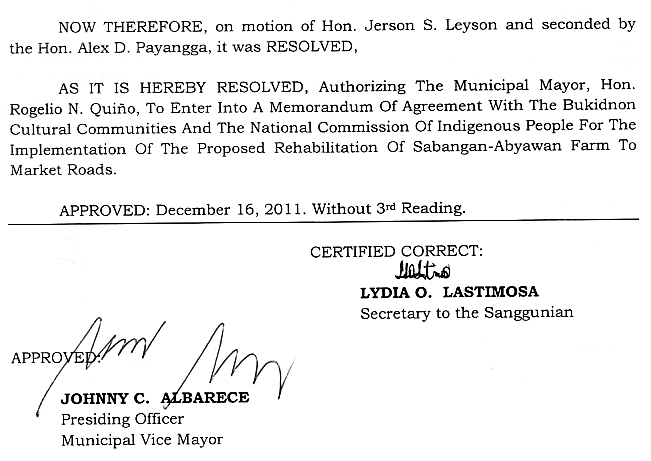 NOW THEREFORE, on motion of Hon. Jerson S. Leyson and seconded by
the Hon. Alex D. Payangga, it was RESOLVED,
AS IT IS HEREBY RESOLVED, Authorizing The Municipal Mayor, Hon.
Rogelio N. Quiño, To Enter Into A Memorandum Of Agreement With The Bukidnon
Cultural Communities And The National Commission Of Indigenous People For The
Implementation Of The Proposed Rehabilitation Of Sabangan-Abyawan Farm To
Market Roads.
APPROVED: December 16, 2011. Without 3rd Reading.
CERTIFIED CORRECT:
LYDIA O. LASTIMOSA
Secretary to the Sanggunian
APPROVED:
JOHNNY C. ALBARECE
Presiding Officer
Municipal Vice Mayor